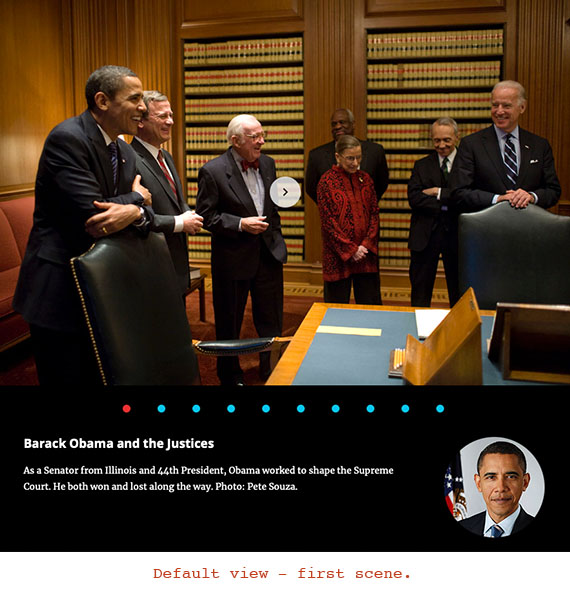 Barack Obama and the Justices
As a Senator from Illinois and 44th President, Obama worked to shape the Supreme
Court. He both won and lost along the way. Photo: Pete Souza.
Default view – first scene.